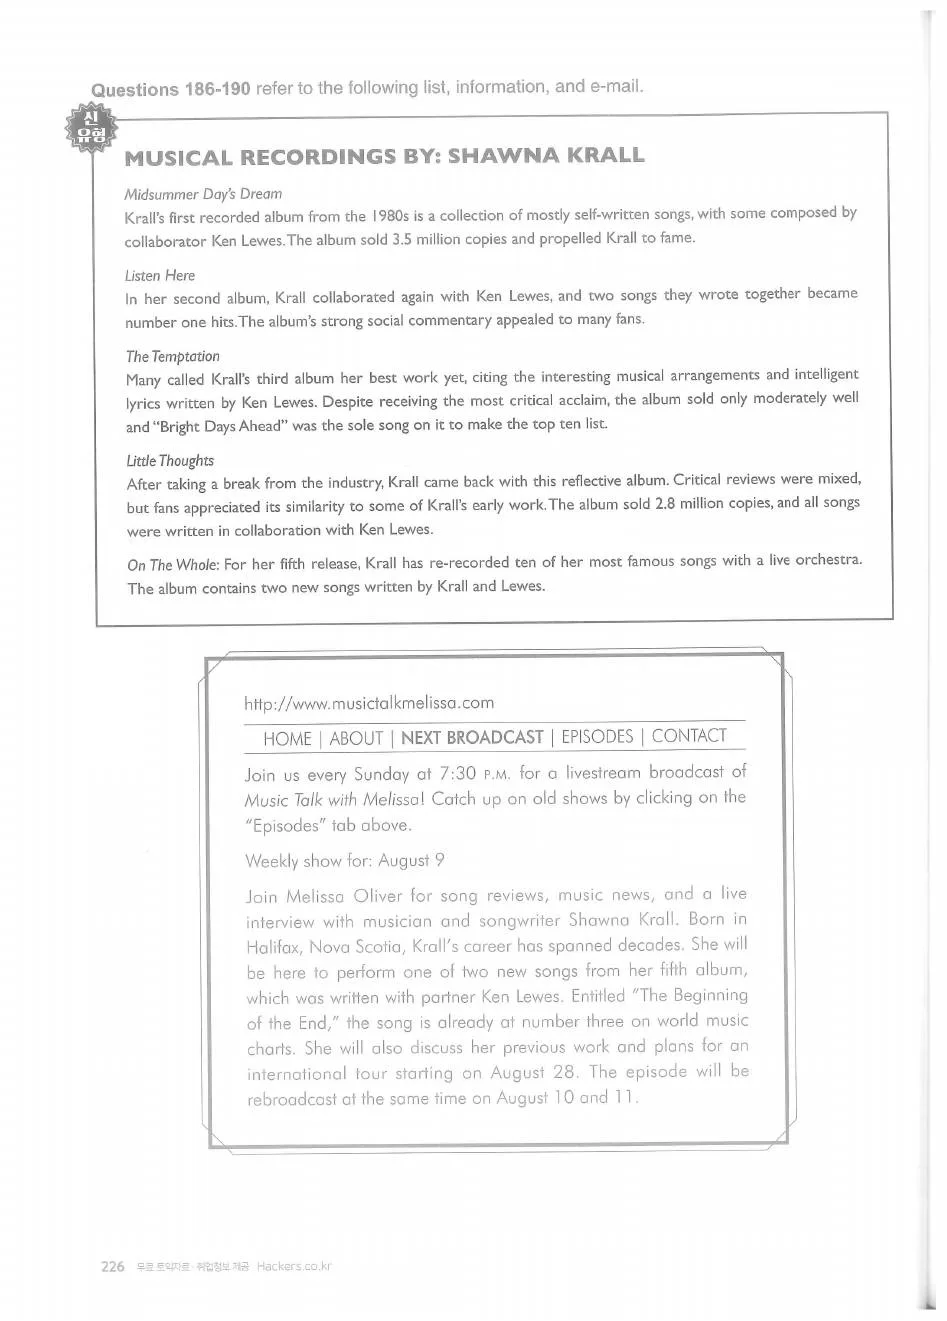 Questions 186-190 refer to the following list, information, and e-mail.
신
유형
MUSICAL RECORDINGS BY: SHAWNA KRALL
Midsummer Day's Dream
Krall's first recorded album from the 1980s is a collection of mostly self-written songs, with some composed by
collaborator Ken Lewes.The album sold 3.5 million copies and propelled Krall to fame.
Listen Here
In her second album, Krall collaborated again with Ken Lewes, and two songs they wrote together became
number one hits.The album's strong social commentary appealed to many fans.
The Temptation
Many called Krall's third album her best work yet, citing the interesting musical arrangements and intelligent
lyrics written by Ken Lewes. Despite receiving the most critical acclaim, the album sold only moderately well
and "Bright Days Ahead" was the sole song on it to make the top ten list.
Little Thoughts
After taking a break from the industry, Krall came back with this reflective album. Critical reviews were mixed,
but fans appreciated its similarity to some of Krall's early work.The album sold 2.8 million copies, and all songs
were written in collaboration with Ken Lewes.
On The Whole: For her fifth release, Krall has re-recorded ten of her most famous songs with a live orchestra.
The album contains two new songs written by Krall and Lewes.
http://www.musictalkmelissa.com
HOME | ABOUT | NEXT BROADCAST | EPISODES | CONTACT
Join us every Sunday at 7:30 P.M. for a livestream broadcast of
Music Talk with Melissa! Catch up on old shows by clicking on the
"Episodes" tab above.
Weekly show for: August 9
Join Melissa Oliver for song reviews, music news, and a live
interview with musician and songwriter Shawna Krall. Born in
Halifax, Nova Scotia, Krall's career has spanned decades. She will
be here to perform one of two new songs from her fifth album,
which was written with partner Ken Lewes. Entitled "The Beginning
of the End," the song is already at number three on world music
charts. She will also discuss her previous work and plans for an
international tour starting on August 28. The episode will be
rebroadcast at the same time on August 10 and 11.
226 무료 토익자료·취업정보 제공 Hackers.co.kr